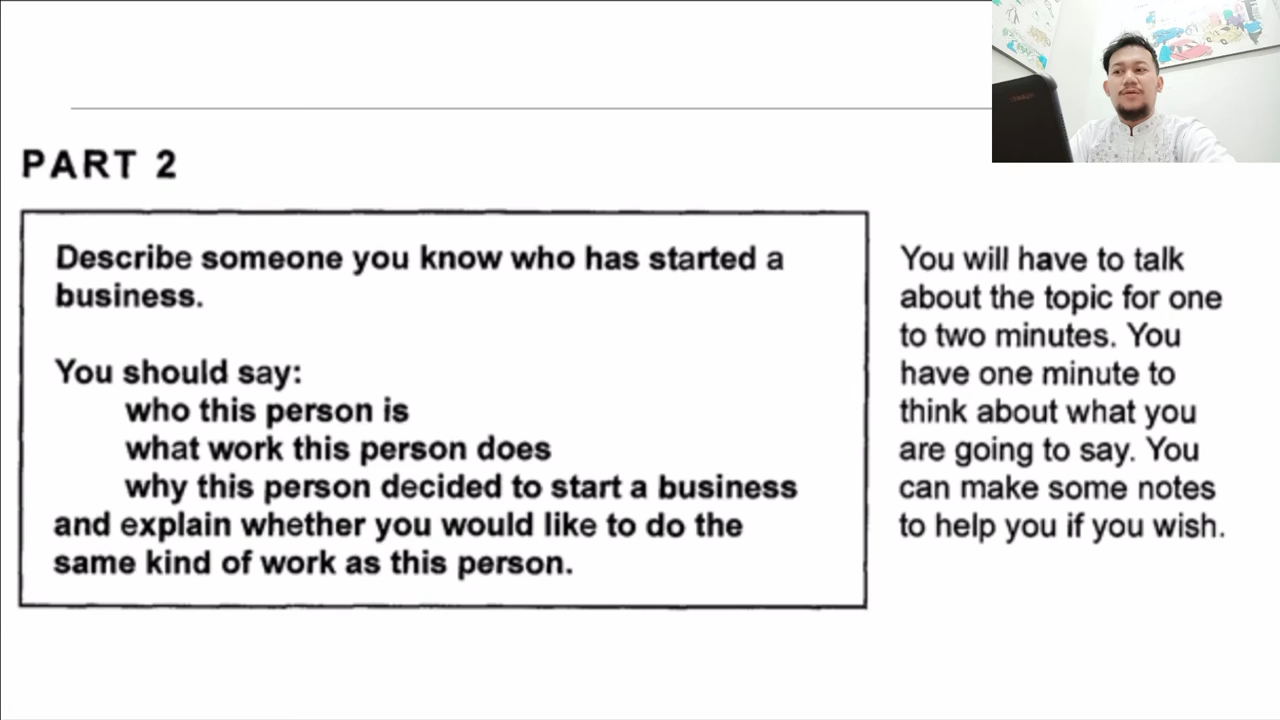 PART 2
Describe someone you know who has started a
business.
You should say:
who this person is
what work this person does
why this person decided to start a business
and explain whether you would like to do the
same kind of work as this person.
You will have to talk
about the topic for one
to two minutes. You
have one minute to
think about what you
are going to say. You
can make some notes
to help you if you wish.